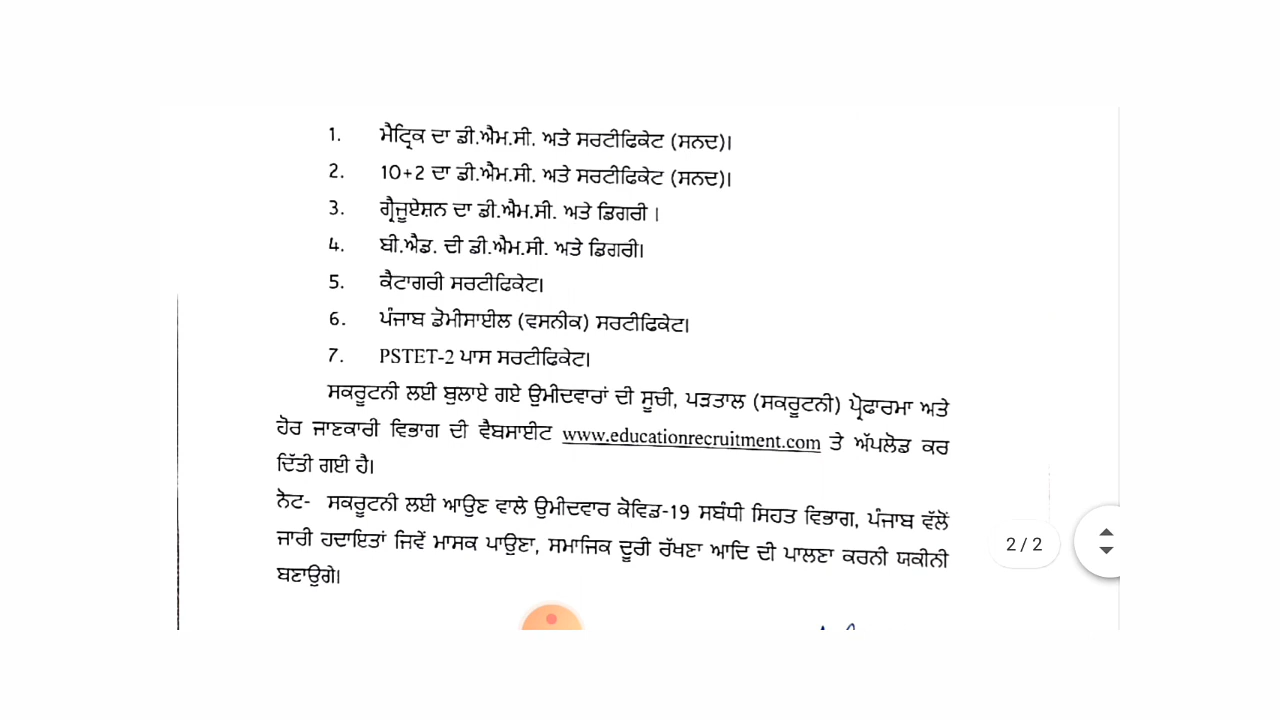 1. ਮੈਟ੍ਰਿਕ ਦਾ ਡੀ.ਐਮ.ਸੀ. ਅਤੇ ਸਰਟੀਫਿਕੇਟ (ਸਨਦ)।
2. 10+2 ਦਾ ਡੀ.ਐਮ.ਸੀ. ਅਤੇ ਸਰਟੀਫਿਕੇਟ (ਸਨਦ)।
3. ਗ੍ਰੈਜੂਏਸ਼ਨ ਦਾ ਡੀ.ਐਮ.ਸੀ. ਅਤੇ ਡਿਗਰੀ ।
4. ਬੀ.ਐਡ. ਦੀ ਡੀ.ਐਮ.ਸੀ. ਅਤੇ ਡਿਗਰੀ।
5. ਕੈਟਾਗਰੀ ਸਰਟੀਫਿਕੇਟ।
6. ਪੰਜਾਬ ਡੋਮੀਸਾਈਲ (ਵਸਨੀਕ) ਸਰਟੀਫਿਕੇਟ।
7. PSTET-2 ਪਾਸ ਸਰਟੀਫਿਕੇਟ।
ਸਕਰੂਟਨੀ ਲਈ ਬੁਲਾਏ ਗਏ ਉਮੀਦਵਾਰਾਂ ਦੀ ਸੂਚੀ, ਪੜਤਾਲ (ਸਕਰੂਟਨੀ) ਪ੍ਰੋਫਾਰਮਾ ਅਤੇ
ਹੋਰ ਜਾਣਕਾਰੀ ਵਿਭਾਗ ਦੀ ਵੈਬਸਾਈਟ www.educationrecruitment.com ਤੇ ਅੱਪਲੋਡ ਕਰ
ਦਿੱਤੀ ਗਈ ਹੈ।
ਨੋਟ- ਸਕਰੂਟਨੀ ਲਈ ਆਉਣ ਵਾਲੇ ਉਮੀਦਵਾਰ ਕੋਵਿਡ-19 ਸਬੰਧੀ ਸਿਹਤ ਵਿਭਾਗ, ਪੰਜਾਬ ਵੱਲੋਂ
ਜਾਰੀ ਹਦਾਇਤਾਂ ਜਿਵੇਂ ਮਾਸਕ ਪਾਉਣਾ, ਸਮਾਜਿਕ ਦੂਰੀ ਰੱਖਣਾ ਆਦਿ ਦੀ ਪਾਲਣਾ ਕਰਨੀ ਯਕੀਨੀ
ਬਣਾਉਗੇ।
2 / 2